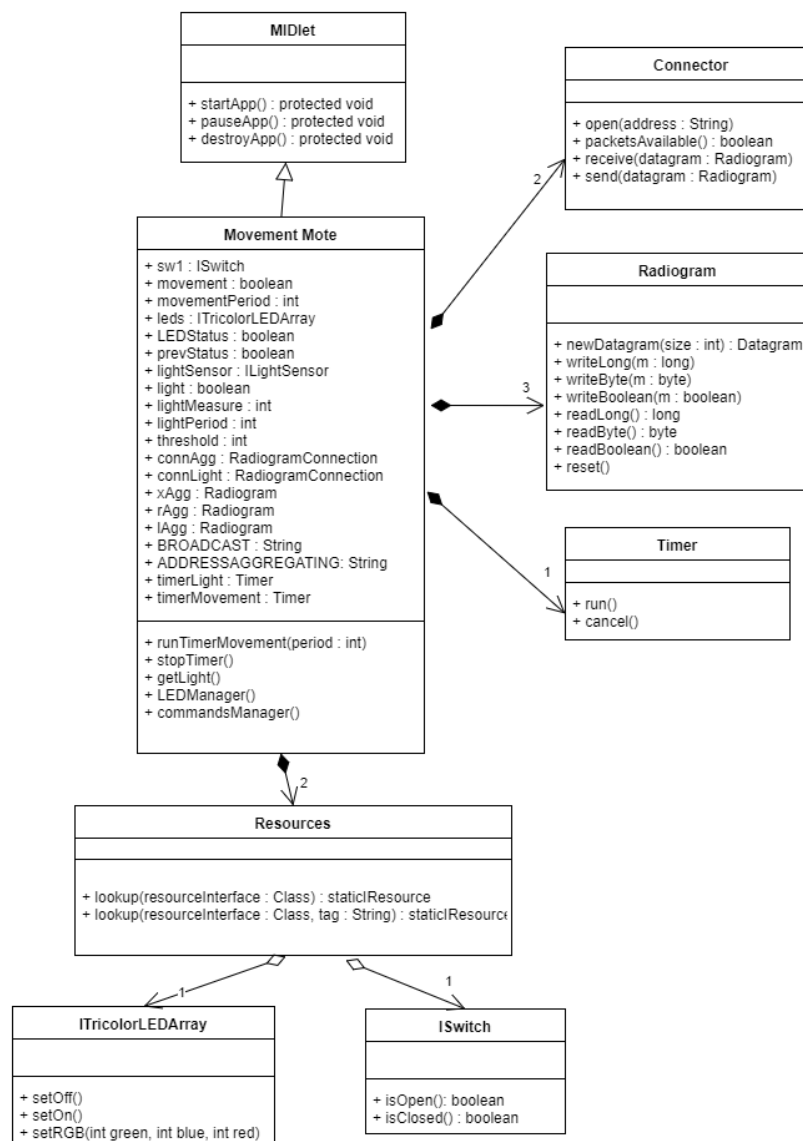 MIDlet
+ startApp() : protected void
+ pauseApp() : protected void
+ destroyApp() : protected void
Connector
+ open(address : String)
+ packetsAvailable() : boolean
+ receive(datagram : Radiogram)
+ send(datagram : Radiogram)
2
Movement Mote
+ sw1 : ISwitch
+ movement : boolean
+ movementPeriod : int
+ leds : ITricolorLEDArray
+ LEDStatus : boolean
+ prevStatus : boolean
+ lightSensor : ILightSensor
+ light : boolean
+ lightMeasure : int
+ lightPeriod : int
+ threshold : int
+ connAgg : RadiogramConnection
+ connLight : RadiogramConnection
+ xAgg : Radiogram
+ rAgg : Radiogram
+ lAgg : Radiogram
+ BROADCAST : String
+ ADDRESSAGGREGATING: String
+ timerLight : Timer
+ timerMovement : Timer
+ runTimerMovement(period : int)
+ stopTimer()
+ getLight()
+ LEDManager()
+ commandsManager()
Radiogram
+ newDatagram(size : int) : Datagram
+ writeLong(m : long)
+ writeByte(m : byte)
+ writeBoolean(m : boolean)
+ readLong() : long
+ readByte() : byte
+ readBoolean() : boolean
+ reset()
3
Timer
+ run()
+ cancel()
1
2
Resources
+ lookup(resourceInterface : Class) : staticIResource
+ lookup(resourceInterface : Class, tag : String) : staticIResource
1
1
ITricolorLEDArray
+ setOff()
+ setOn()
+ setRGB(int green, int blue, int red)
ISwitch
+ isOpen(): boolean
+ isClosed() : boolean